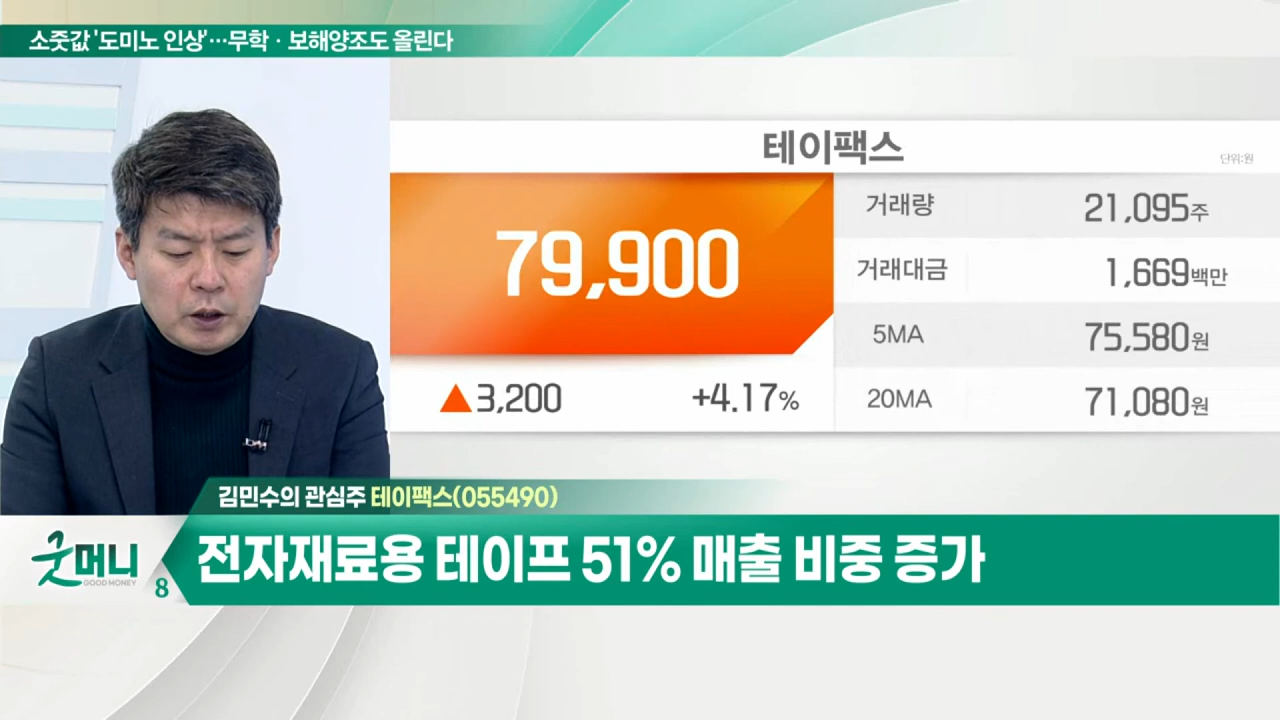 소줏값 '도미노 인상'…무학·보해양조도 올린다
테이팩스
단위:원
79,900
▲3,200 +4.17%
거래량 21,095주
거래대금 1,669백만
5MA 75,580원
20MA 71,080원
김민수의 관심주 테이팩스(055490)
굿머니
GOOD MONEY
8
전자재료용 테이프 51% 매출 비중 증가